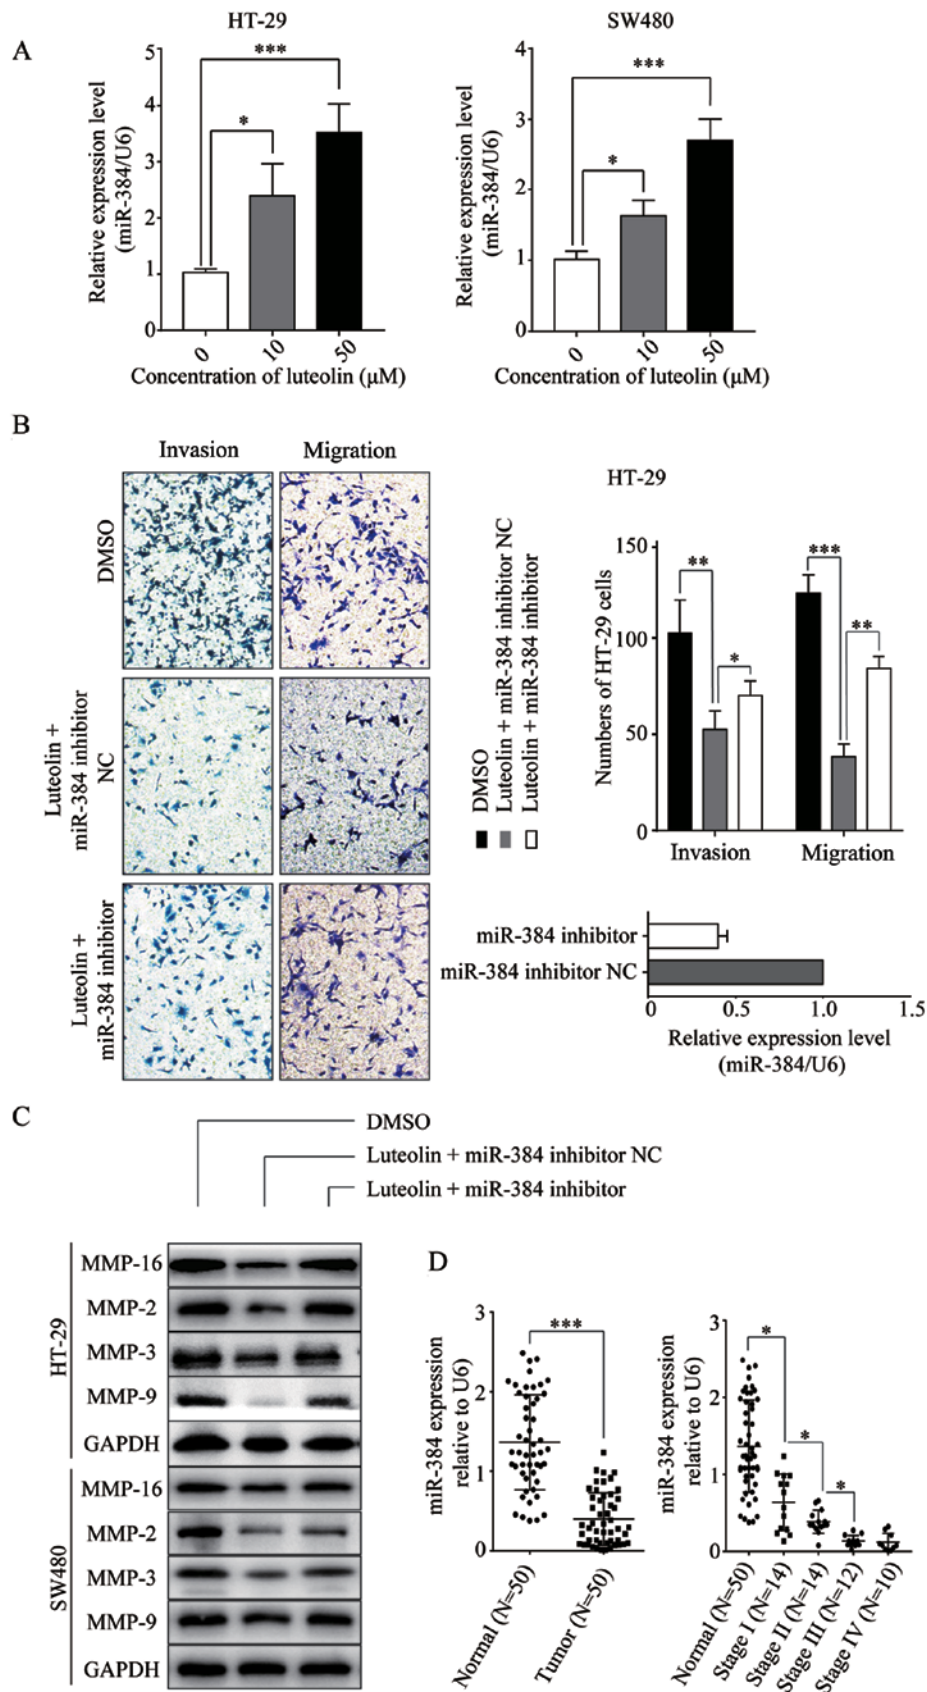 A
HT-29
Relative expression level
(miR-384/U6)
5
4
3
2
1
0
***
*
0
10
50
Concentration of luteolin (μM)
SW480
Relative expression level
(miR-384/U6)
4
3
2
1
0
***
*
0
10
50
Concentration of luteolin (μM)
B
Invasion
Migration
DMSO
Luteolin +
miR-384 inhibitor
NC
Luteolin +
miR-384 inhibitor
DMSO
Luteolin + miR-384 inhibitor NC
Luteolin + miR-384 inhibitor
HT-29
Numbers of HT-29 cells
150
100
50
0
**
*
***
**
Invasion
Migration
miR-384 inhibitor
miR-384 inhibitor NC
0
0.5
1.0
1.5
Relative expression level
(miR-384/U6)
C
DMSO
Luteolin + miR-384 inhibitor NC
Luteolin + miR-384 inhibitor
HT-29
MMP-16
MMP-2
MMP-3
MMP-9
GAPDH
SW480
MMP-16
MMP-2
MMP-3
MMP-9
GAPDH
D
miR-384 expression
relative to U6)
3
2
1
0
***
Normal (N=50)
Tumor (N=50)
miR-384 expression
relative to U6)
3
2
1
0
*
*
*
Normal (N=50)
Stage I (N=14)
Stage II (N=14)
Stage III (N=12)
Stage IV (N=10)